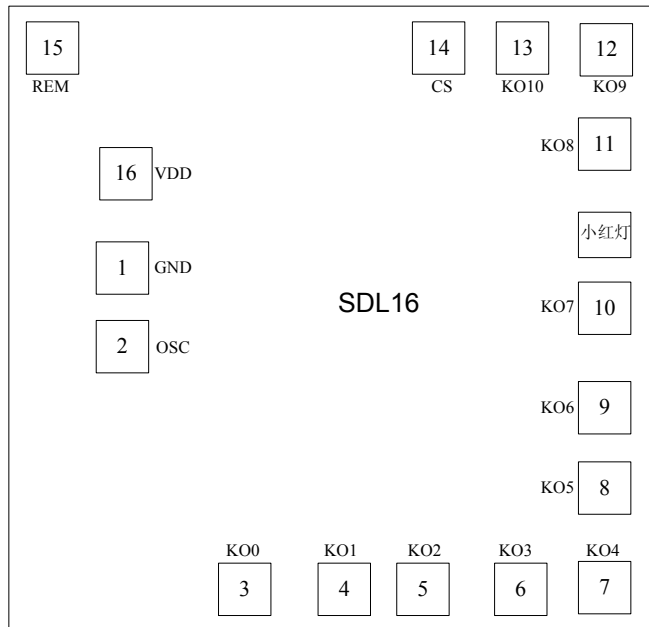 15
14
13
12
REM
CS
KO10
KO9
KO8
11
16
VDD
小红灯
1
GND
SDL16
KO7
10
2
OSC
KO6
9
KO5
8
KO0
KO1
KO2
KO3
KO4
3
4
5
6
7